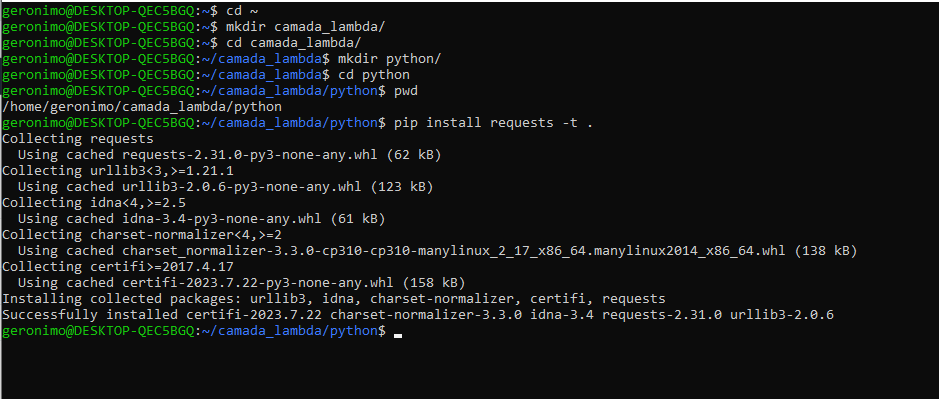 geronimo@DESKTOP-QEC5BGQ:~$ cd ~
geronimo@DESKTOP-QEC5BGQ:~$ mkdir camada_lambda/
geronimo@DESKTOP-QEC5BGQ:~$ cd camada_lambda/
geronimo@DESKTOP-QEC5BGQ:~/camada_lambda$ mkdir python/
geronimo@DESKTOP-QEC5BGQ:~/camada_lambda$ cd python
geronimo@DESKTOP-QEC5BGQ:~/camada_lambda/python$ pwd
/home/geronimo/camada_lambda/python
geronimo@DESKTOP-QEC5BGQ:~/camada_lambda/python$ pip install requests -t .
Collecting requests
  Using cached requests-2.31.0-py3-none-any.whl (62 kB)
Collecting urllib3<3,>=1.21.1
  Using cached urllib3-2.0.6-py3-none-any.whl (123 kB)
Collecting idna<4,>=2.5
  Using cached idna-3.4-py3-none-any.whl (61 kB)
Collecting charset-normalizer<4,>=2
  Using cached charset_normalizer-3.3.0-cp310-cp310-manylinux_2_17_x86_64.manylinux2014_x86_64.whl (138 kB)
Collecting certifi>=2017.4.17
  Using cached certifi-2023.7.22-py3-none-any.whl (158 kB)
Installing collected packages: urllib3, idna, charset-normalizer, certifi, requests
Successfully installed certifi-2023.7.22 charset-normalizer-3.3.0 idna-3.4 requests-2.31.0 urllib3-2.0.6
geronimo@DESKTOP-QEC5BGQ:~/camada_lambda/python$